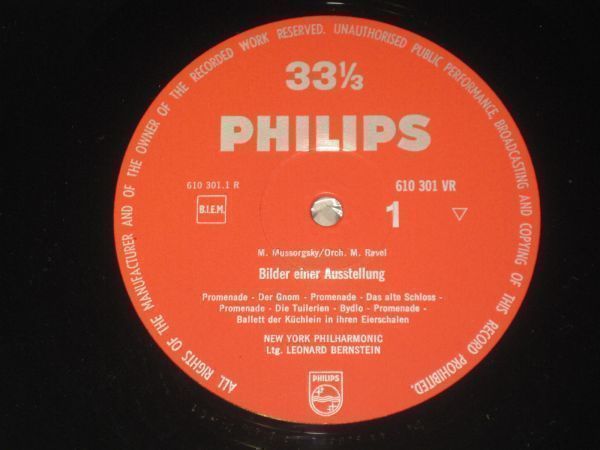 ALL RIGHTS OF THE MANUFACTURER AND OF THE OWNER OF THE RECORDED WORK RESERVED. UNAUTHORISED PUBLIC PERFORMANCE, BROADCASTING AND COPYING OF THIS RECORD PROHIBITED.
33⅓
PHILIPS
610 301.1 R
610 301 VR
B.I.E.M.
1
M. Mussorgsky/Orch. M. Ravel
Bilder einer Ausstellung
Promenade - Der Gnom - Promenade - Das alte Schloss -
Promenade - Die Tuilerien - Bydlo - Promenade -
Ballett der Küchlein in ihren Eierschalen
NEW YORK PHILHARMONIC
Ltg. LEONARD BERNSTEIN
PHILIPS